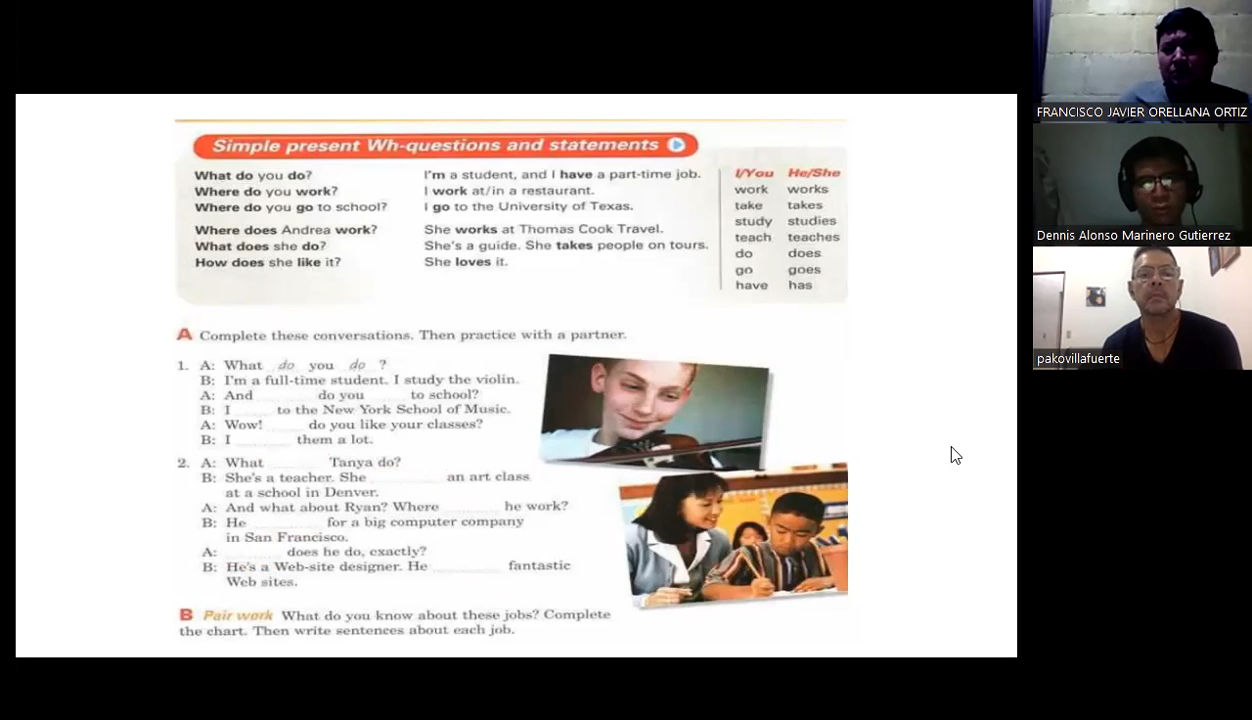 Simple present Wh-questions and statements
What do you do? I'm a student, and I have a part-time job.
Where do you work? I work at/in a restaurant.
Where do you go to school? I go to the University of Texas.
Where does Andrea work? She works at Thomas Cook Travel.
What does she do? She's a guide. She takes people on tours.
How does she like it? She loves it.
I/You He/She
work works
take takes
study studies
teach teaches
do does
go goes
have has
A Complete these conversations. Then practice with a partner.
1. A: What do you do ?
B: I'm a full-time student. I study the violin.
A: And ........ do you ........ to school?
B: I ........ to the New York School of Music.
A: Wow! ........ do you like your classes?
B: I ........ them a lot.
2. A: What ........ Tanya do?
B: She's a teacher. She ........ an art class
at a school in Denver.
A: And what about Ryan? Where ........ he work?
B: He ........ for a big computer company
in San Francisco.
A: ........ does he do, exactly?
B: He's a Web-site designer. He ........ fantastic
Web sites.
B Pair work What do you know about these jobs? Complete
the chart. Then write sentences about each job.
FRANCISCO JAVIER ORELLANA ORTIZ
Dennis Alonso Marinero Gutierrez
pakovillafuerte